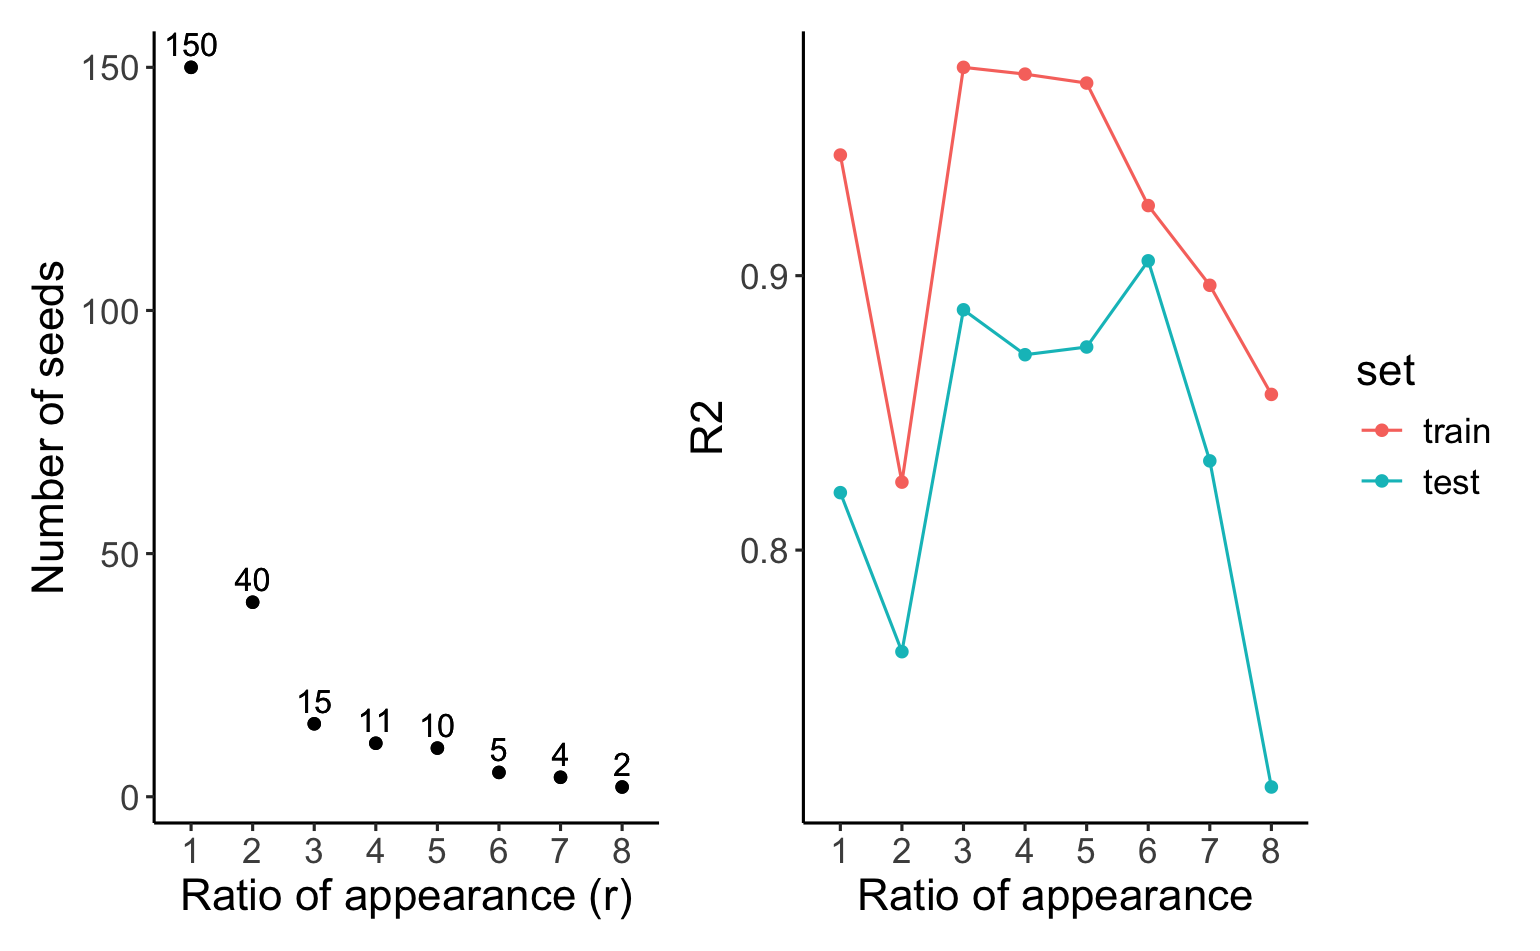 Number of seeds
150
100
50
0
150
40
15
11
10
5
4
2
1 2 3 4 5 6 7 8
Ratio of appearance (r)
R2
0.9
0.8
1 2 3 4 5 6 7 8
Ratio of appearance
set
train
test